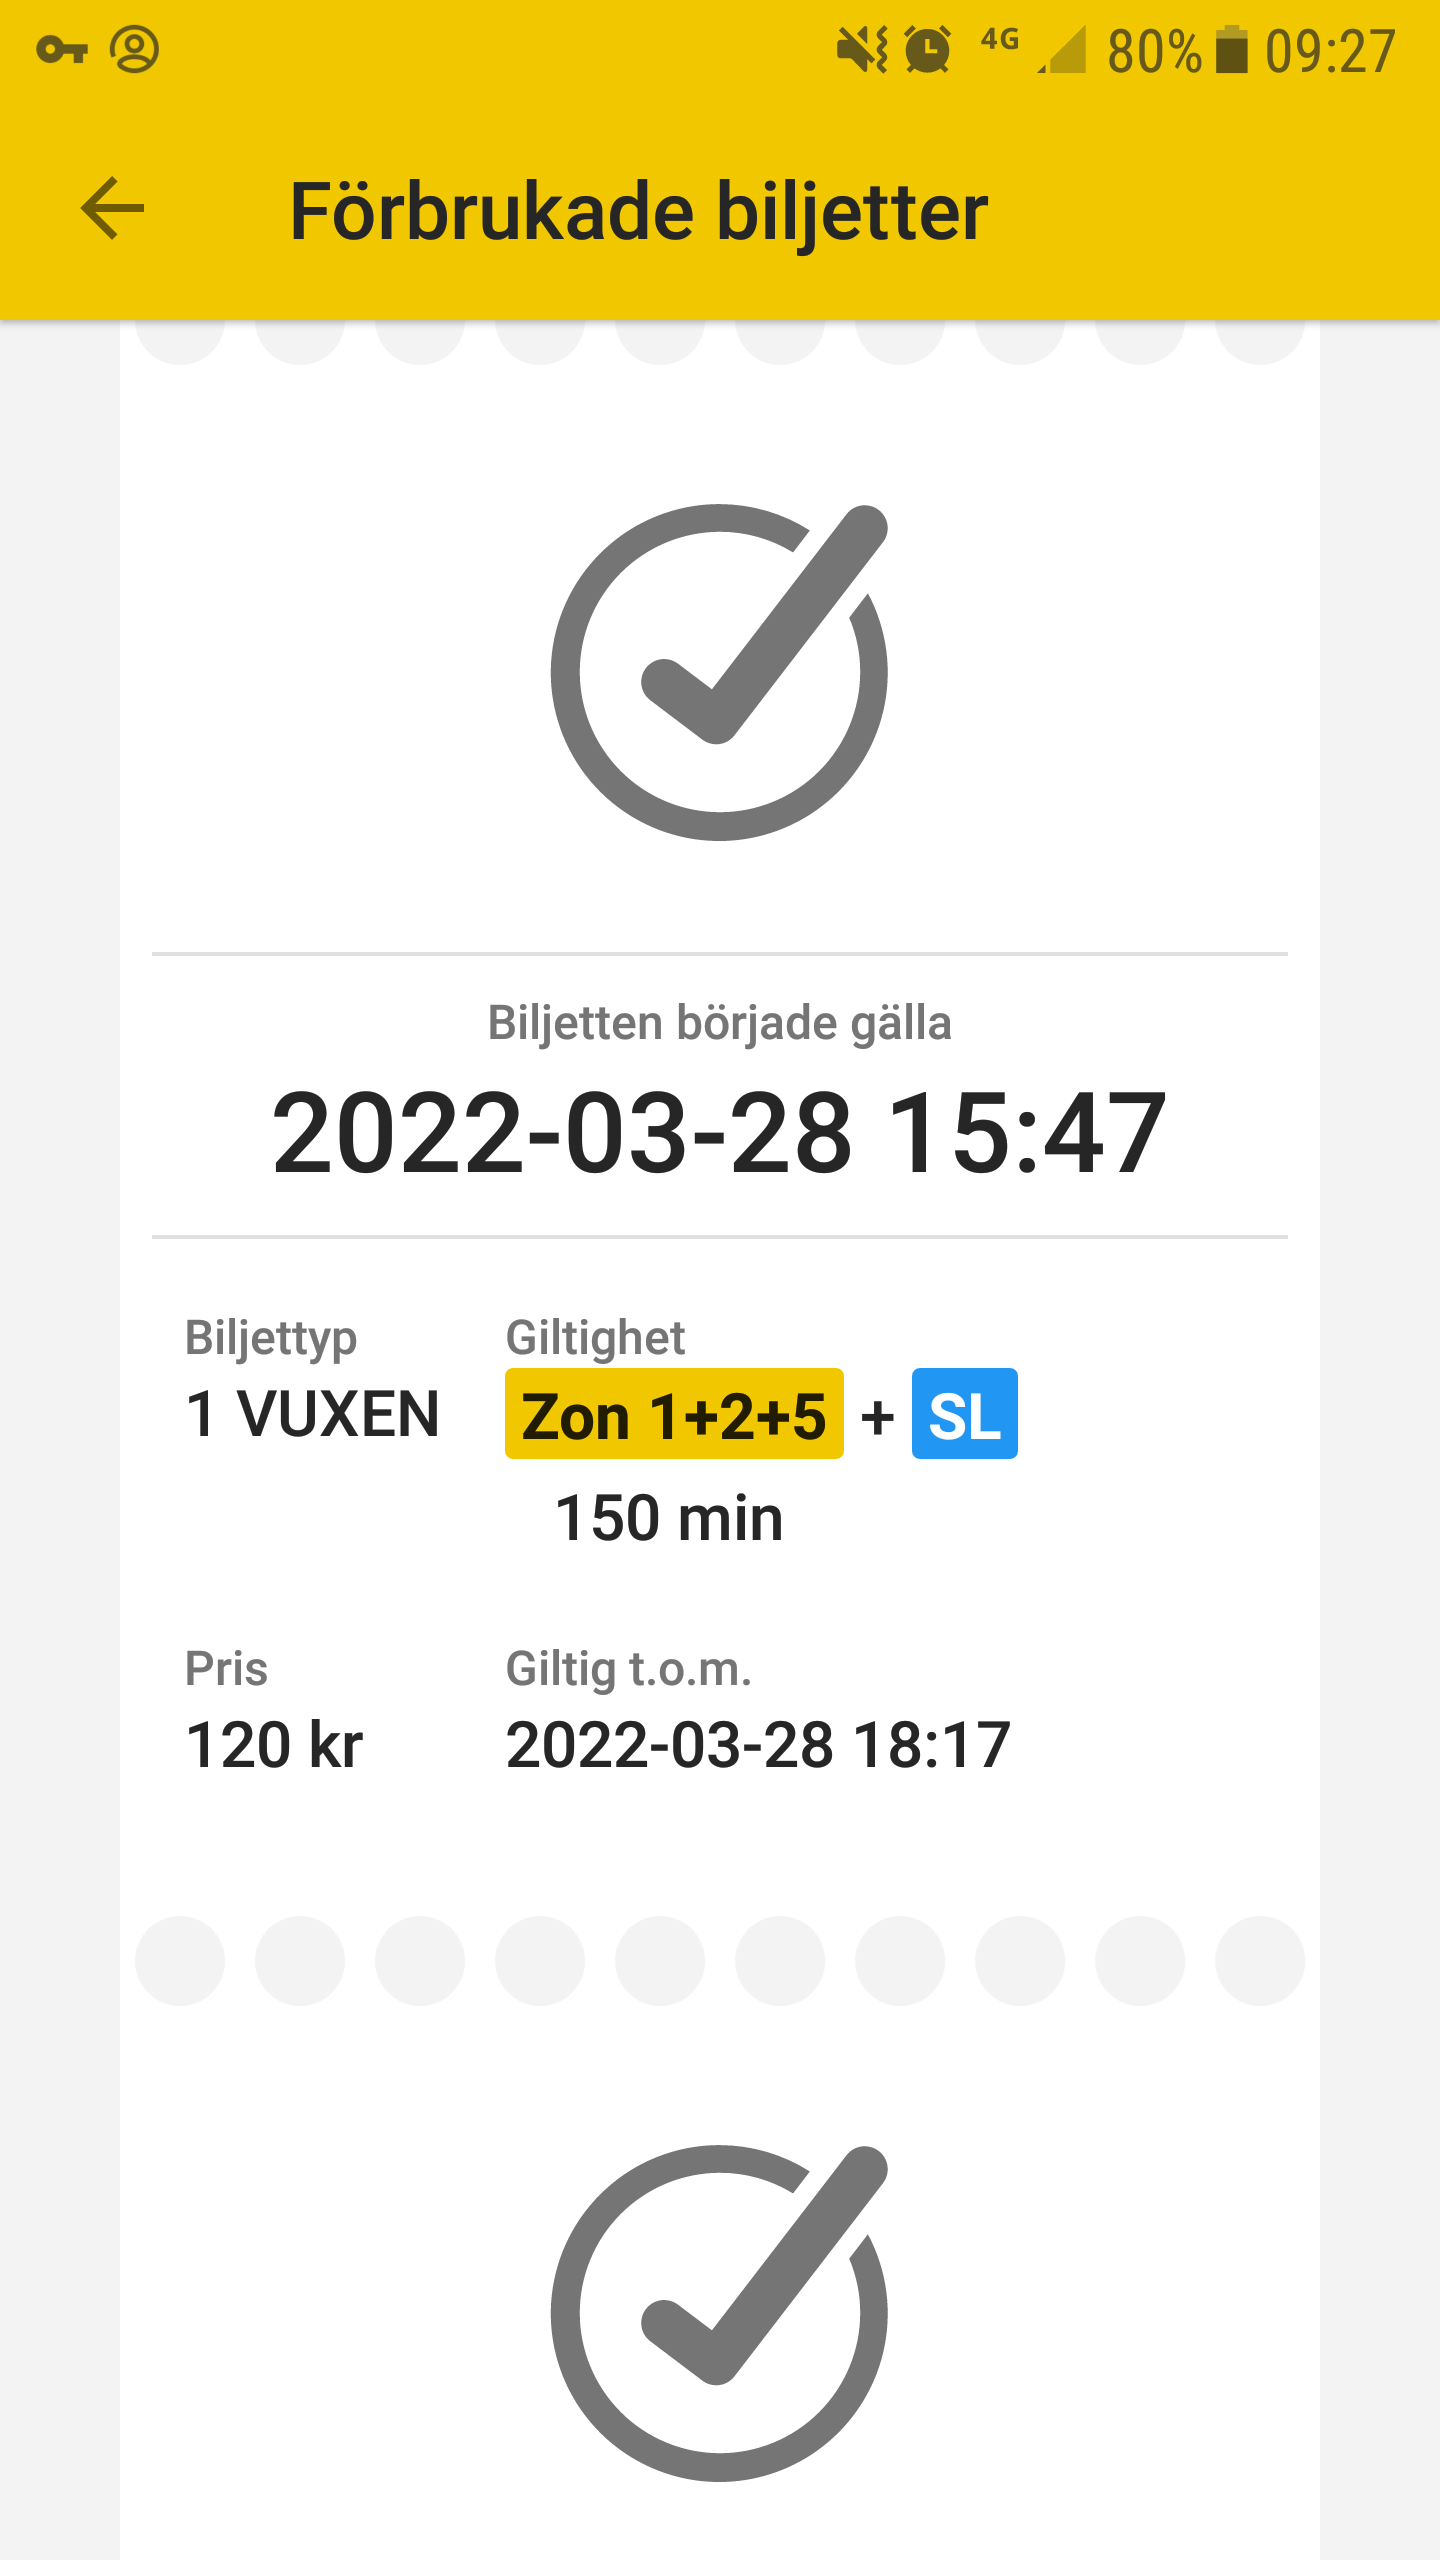 4G 80% 09:27
Förbrukade biljetter
Biljetten började gälla
2022-03-28 15:47
Biljettyp Giltighet
1 VUXEN Zon 1+2+5 + SL
150 min
Pris Giltig t.o.m.
120 kr 2022-03-28 18:17